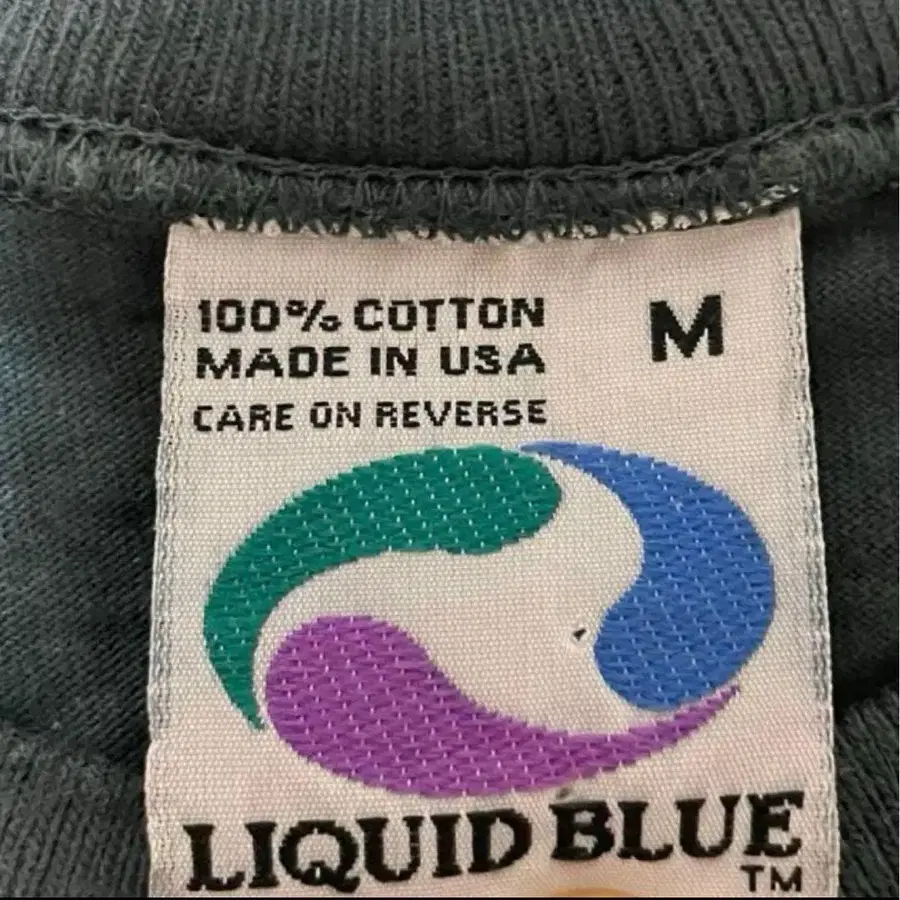 100% COTTON
M
MADE IN USA
CARE ON REVERSE
LIQUID BLUE
TM